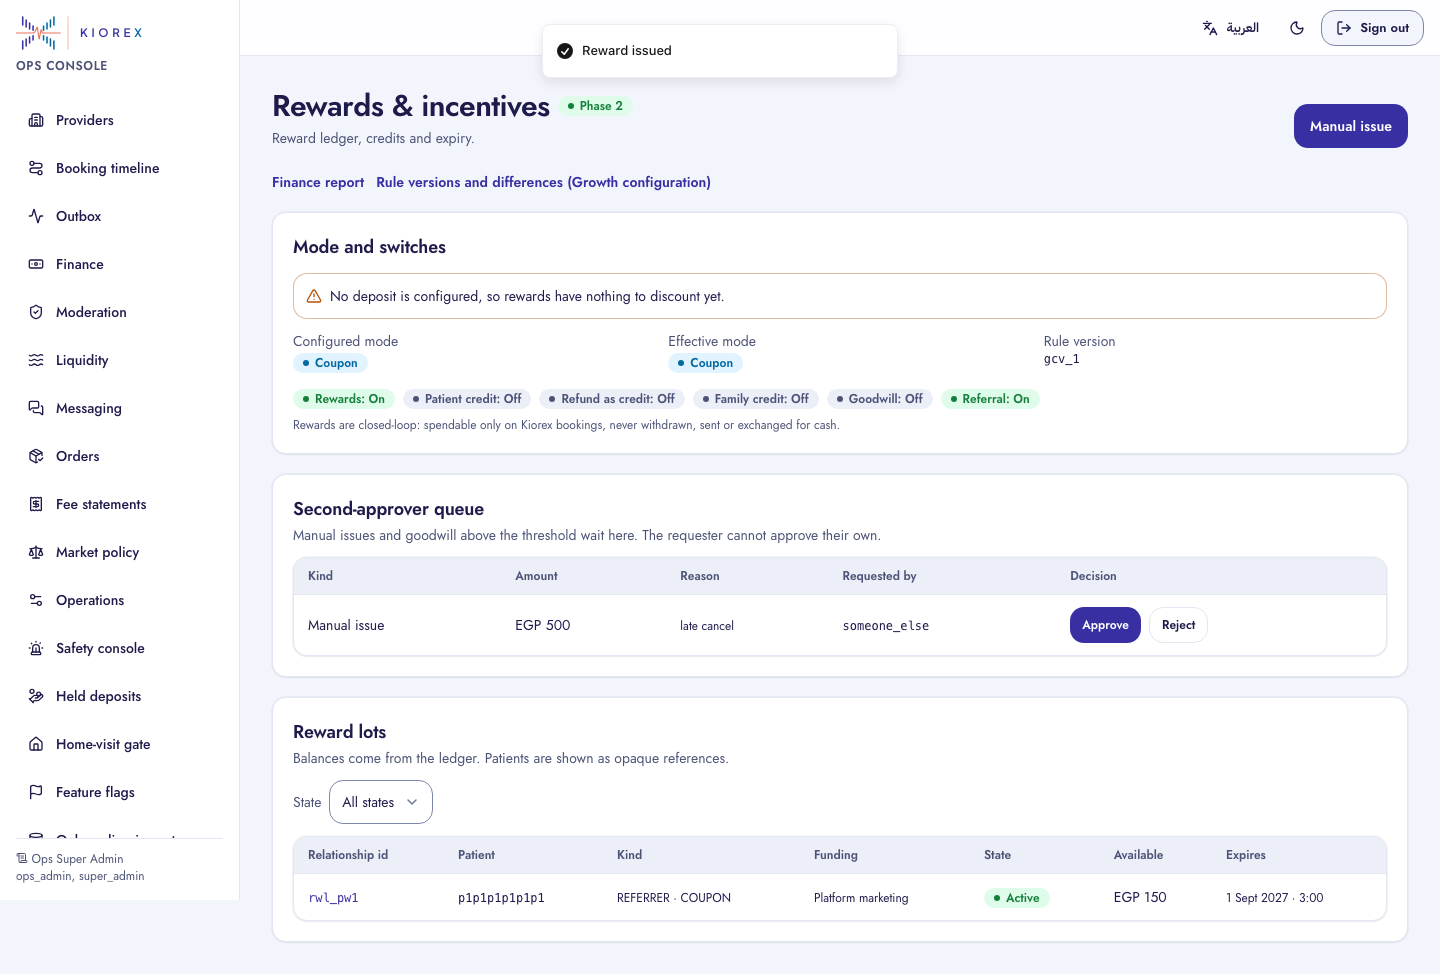 KIOREX
OPS CONSOLE
Providers
Booking timeline
Outbox
Finance
Moderation
Liquidity
Messaging
Orders
Fee statements
Market policy
Operations
Safety console
Held deposits
Home-visit gate
Feature flags
Ops Super Admin
ops_admin, super_admin
العربية
Sign out
Reward issued
Rewards & incentives
Phase 2
Reward ledger, credits and expiry.
Manual issue
Finance report Rule versions and differences (Growth configuration)
Mode and switches
No deposit is configured, so rewards have nothing to discount yet.
Configured mode Effective mode Rule version
Coupon Coupon gcv_1
Rewards: On Patient credit: Off Refund as credit: Off Family credit: Off Goodwill: Off Referral: On
Rewards are closed-loop: spendable only on Kiorex bookings, never withdrawn, sent or exchanged for cash.
Second-approver queue
Manual issues and goodwill above the threshold wait here. The requester cannot approve their own.
Kind Amount Reason Requested by Decision
Manual issue EGP 500 late cancel someone_else Approve Reject
Reward lots
Balances come from the ledger. Patients are shown as opaque references.
State All states
Relationship id Patient Kind Funding State Available Expires
rwl_pw1 p1p1p1p1p1p1 REFERRER · COUPON Platform marketing Active EGP 150 1 Sept 2027 · 3:00